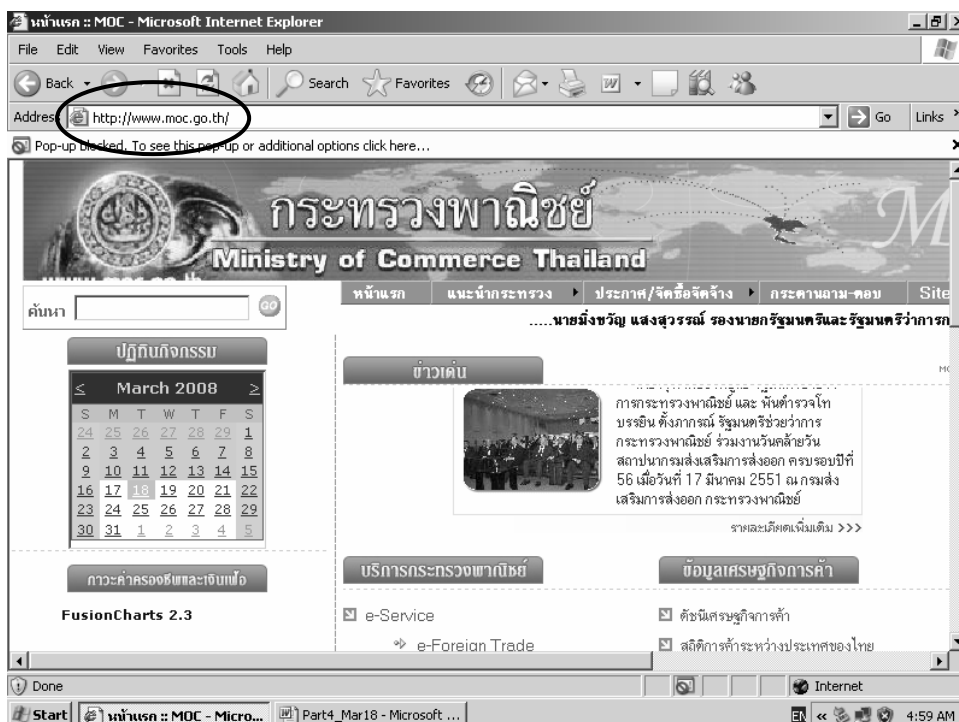 หน้าแรก :: MOC - Microsoft Internet Explorer
File Edit View Favorites Tools Help
Back Search Favorites
Address http://www.moc.go.th/ Go Links
Pop-up blocked. To see this pop-up or additional options click here...
กระทรวงพาณิชย์
Ministry of Commerce Thailand
ค้นหา GO
หน้าแรก แนะนำกระทรวง ประกาศ/จัดซื้อจัดจ้าง กระดานถาม-ตอบ Site
.....นายมิ่งขวัญ แสงสุวรรณ์ รองนายกรัฐมนตรีและรัฐมนตรีว่าการก
ปฏิทินกิจกรรม
< March 2008 >
S M T W T F S
24 25 26 27 28 29 1
2 3 4 5 6 7 8
9 10 11 12 13 14 15
16 17 18 19 20 21 22
23 24 25 26 27 28 29
30 31 1 2 3 4 5
ข่าวเด่น
การกระทรวงพาณิชย์ และ พันตำรวจโท
บรรยิน ตั้งภากรณ์ รัฐมนตรีช่วยว่าการ
กระทรวงพาณิชย์ ร่วมงานวันคล้ายวัน
สถาปนากรมส่งเสริมการส่งออก ครบรอบปีที่
56 เมื่อวันที่ 17 มีนาคม 2551 ณ กรมส่ง
เสริมการส่งออก กระทรวงพาณิชย์
รายละเอียดเพิ่มเติม >>>
ภาวะค่าครองชีพและเงินเฟ้อ
FusionCharts 2.3
บริการกระทรวงพาณิชย์
e-Service
e-Foreign Trade
ข้อมูลเศรษฐกิจการค้า
ดัชนีเศรษฐกิจการค้า
สถิติการค้าระหว่างประเทศของไทย
Done Internet
Start หน้าแรก :: MOC - Micro... Part4_Mar18 - Microsoft ... EN 4:59 AM